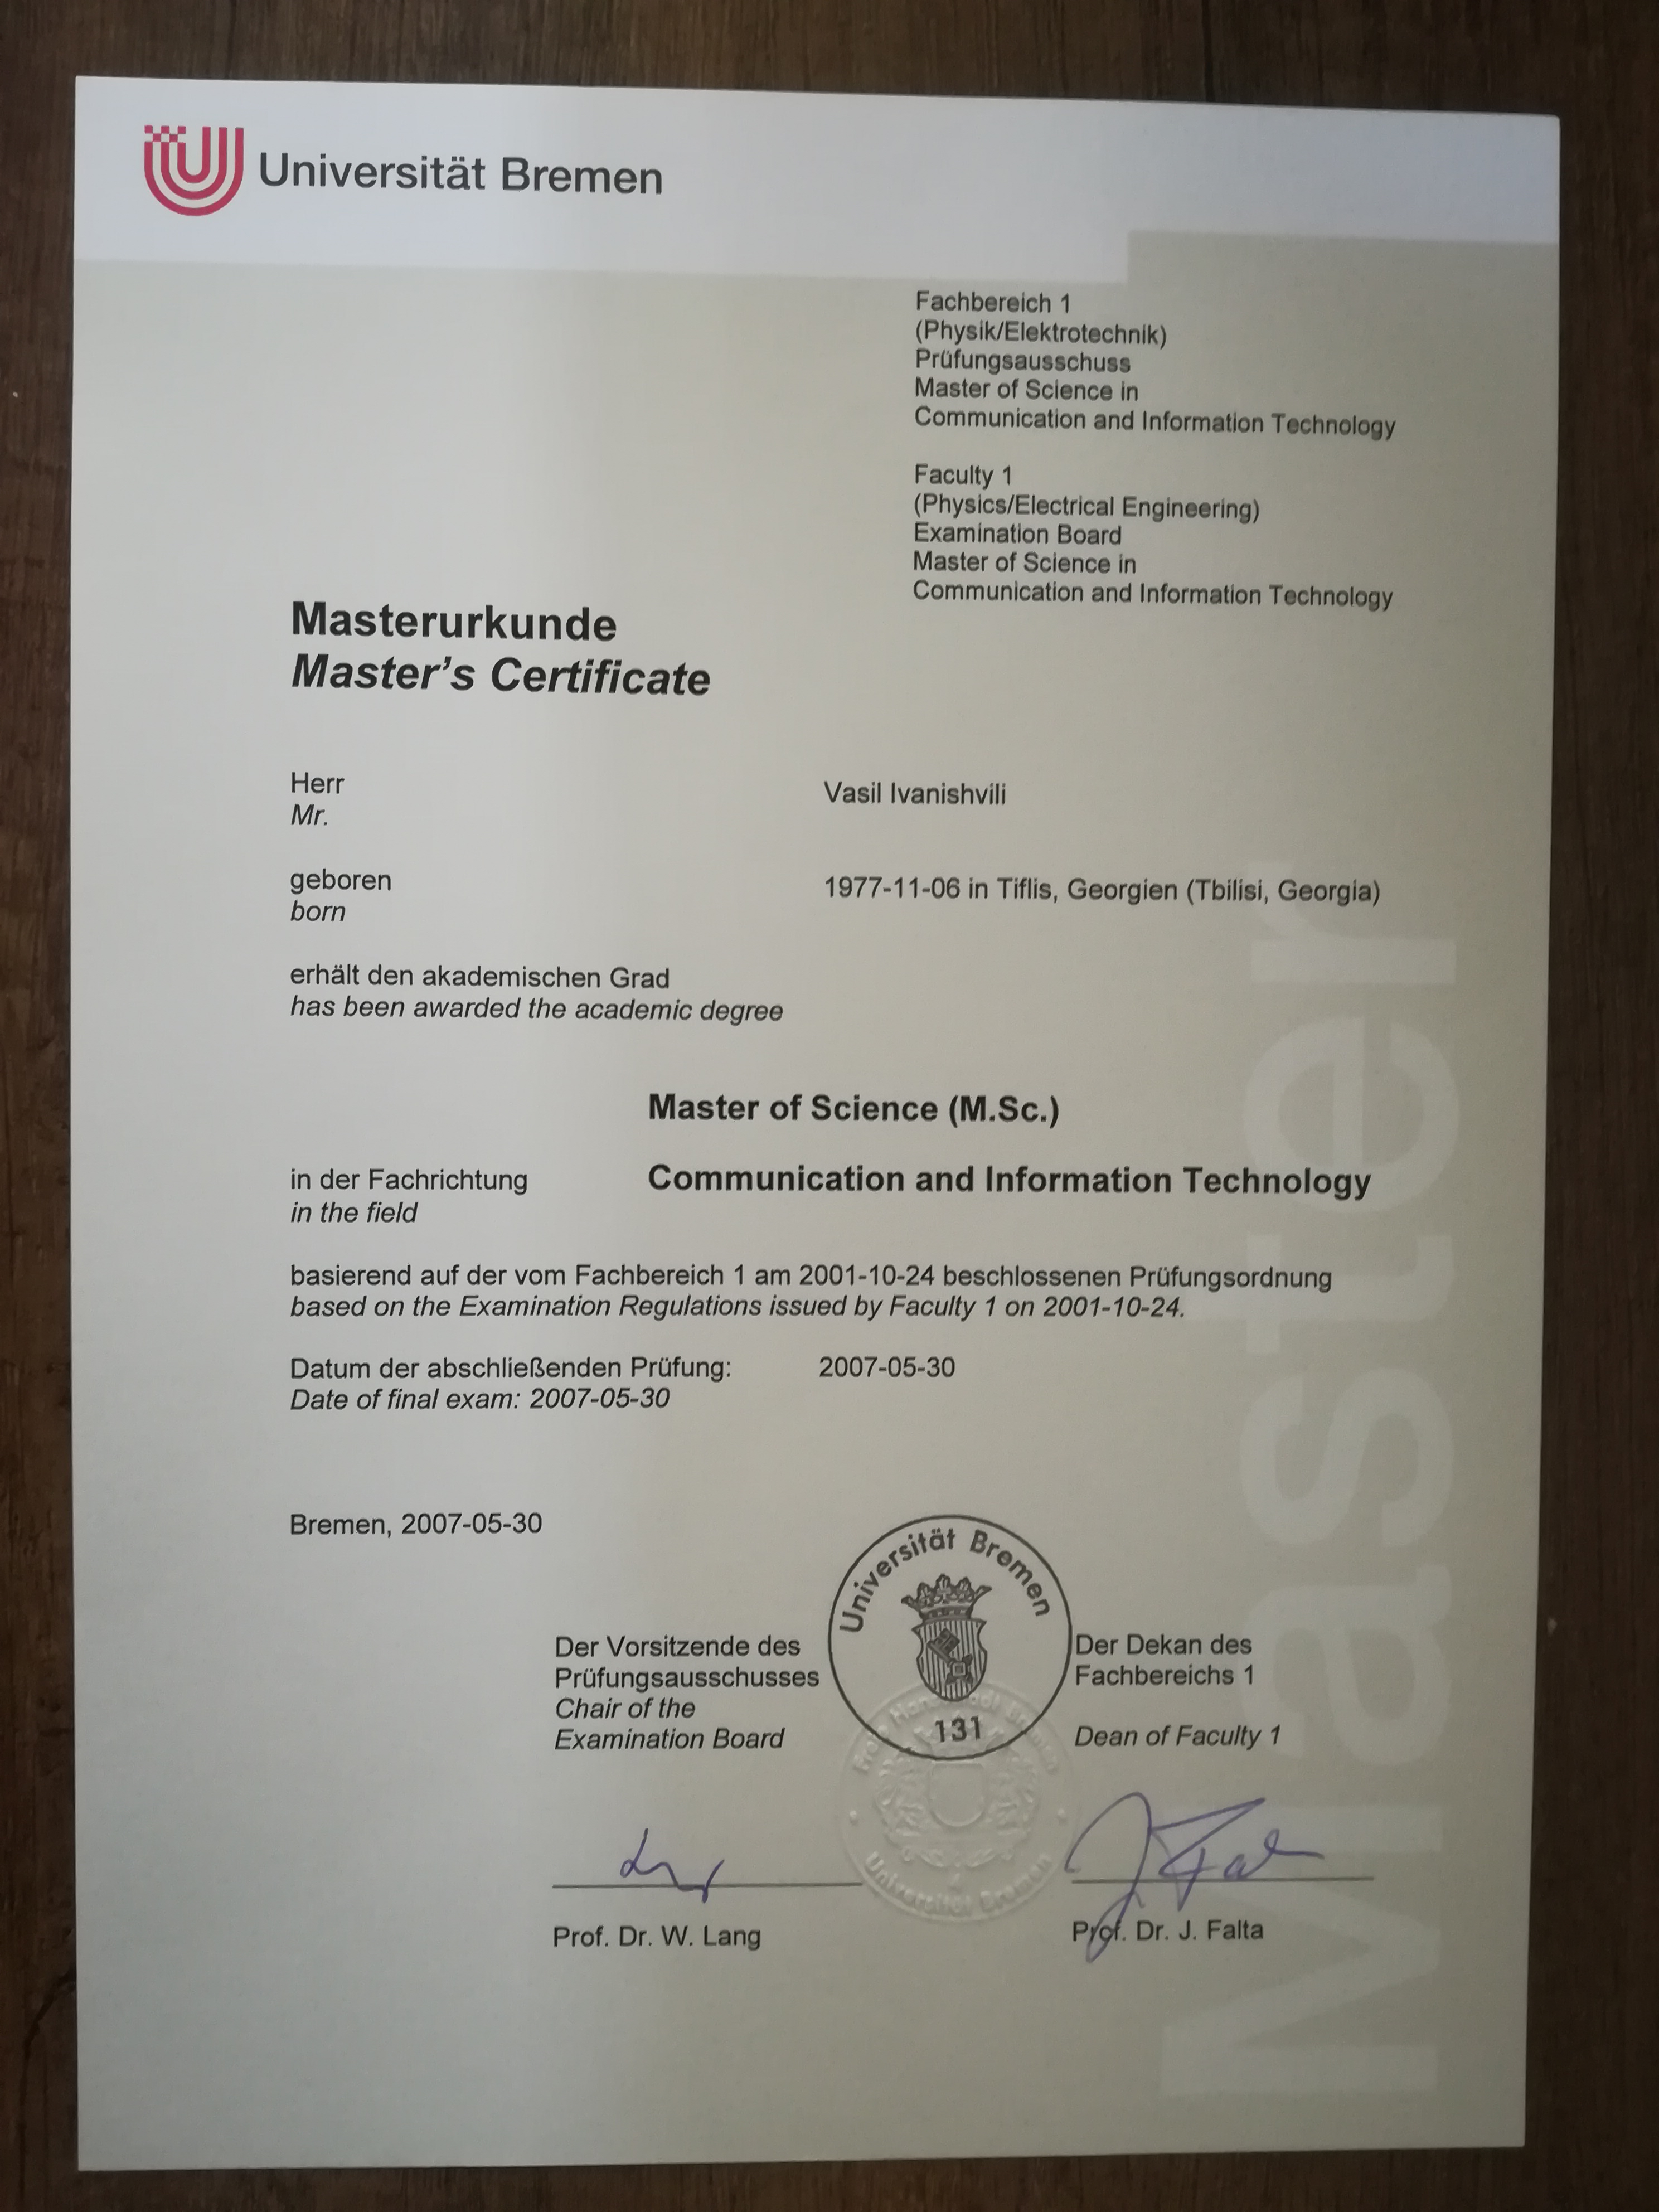 Universität Bremen
Fachbereich 1
(Physik/Elektrotechnik)
Prüfungsausschuss
Master of Science in
Communication and Information Technology
Faculty 1
(Physics/Electrical Engineering)
Examination Board
Master of Science in
Communication and Information Technology
Masterurkunde
Master's Certificate
Herr
Mr.
Vasil Ivanishvili
geboren
born
1977-11-06 in Tiflis, Georgien (Tbilisi, Georgia)
erhält den akademischen Grad
has been awarded the academic degree
Master of Science (M.Sc.)
in der Fachrichtung
in the field
Communication and Information Technology
basierend auf der vom Fachbereich 1 am 2001-10-24 beschlossenen Prüfungsordnung
based on the Examination Regulations issued by Faculty 1 on 2001-10-24.
Datum der abschließenden Prüfung: 2007-05-30
Date of final exam: 2007-05-30
Bremen, 2007-05-30
Universität Bremen
131
Der Vorsitzende des
Prüfungsausschusses
Chair of the
Examination Board
Der Dekan des
Fachbereichs 1
Dean of Faculty 1
Freie Hansestadt Bremen
Universität Bremen
Prof. Dr. W. Lang
Prof. Dr. J. Falta
Master